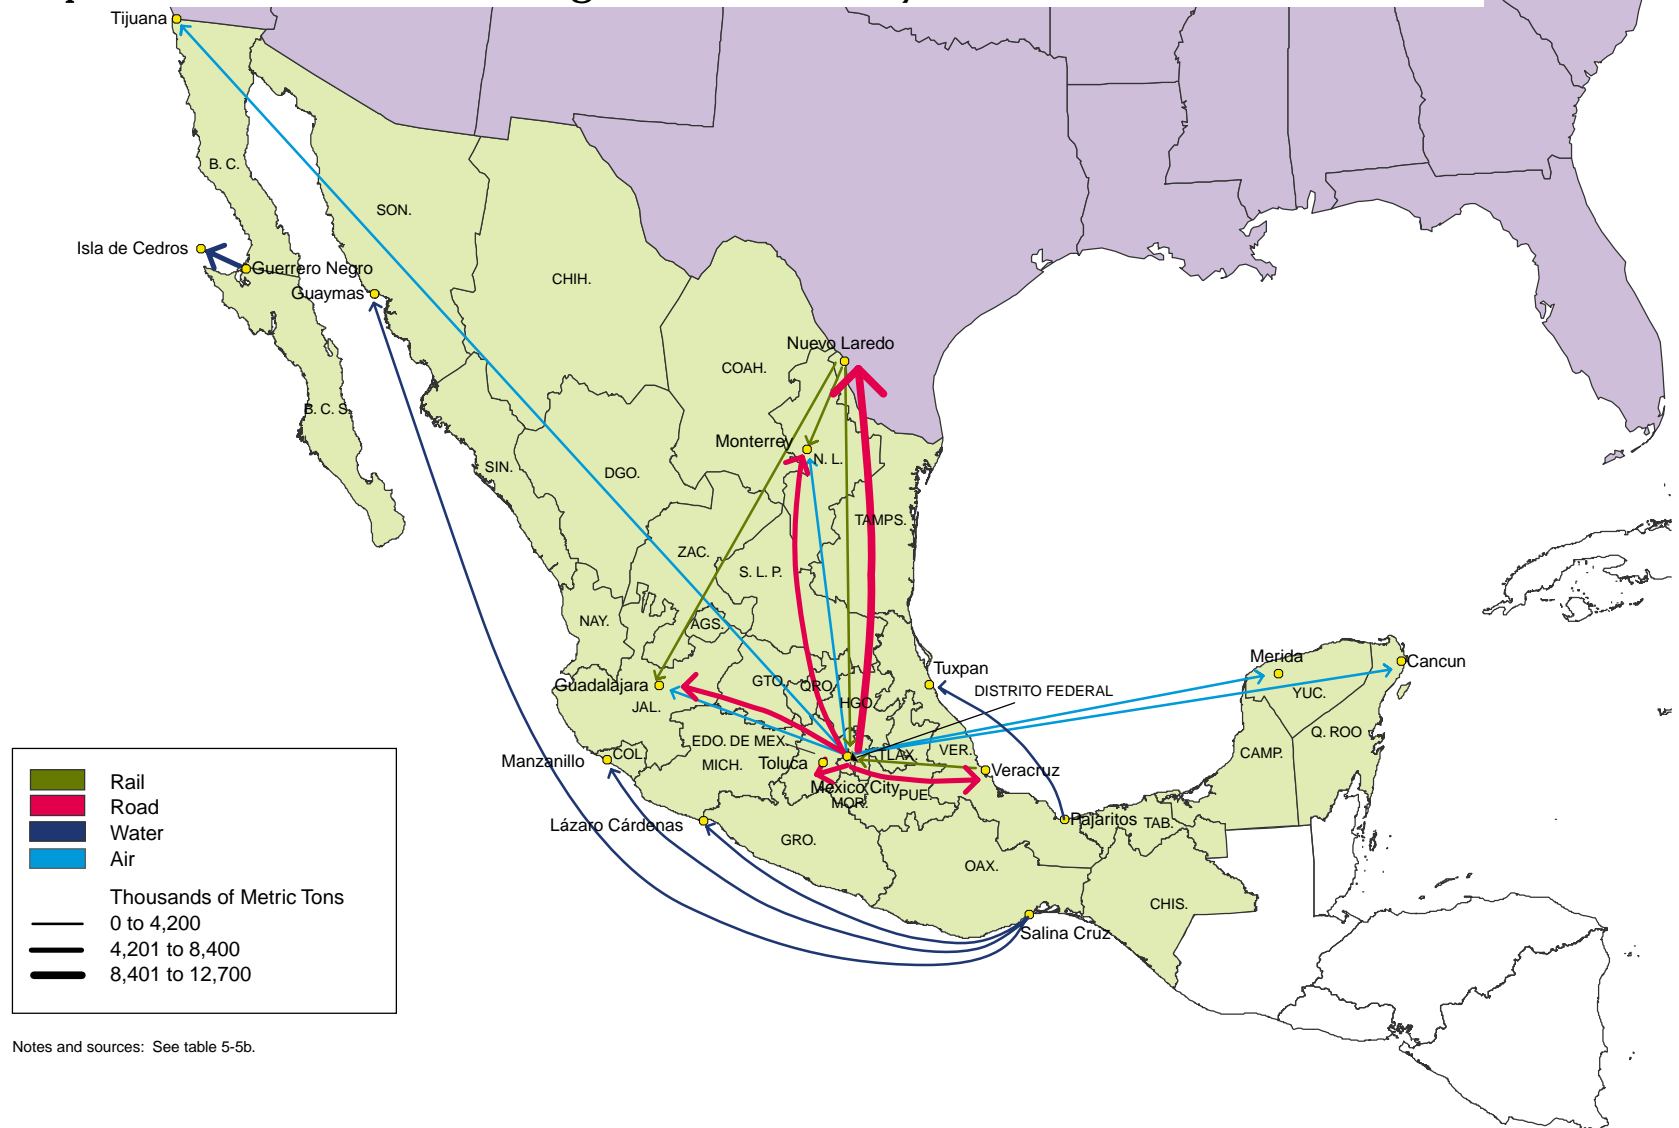 Tijuana
B. C.
SON.
Isla de Cedros
Guerrero Negro
Guaymas
CHIH.
Nuevo Laredo
COAH.
B. C. S.
Monterrey
N. L.
SIN.
DGO.
TAMPS.
ZAC.
S. L. P.
NAY.
AGS.
Tuxpan
Merida
Cancun
Guadalajara
GTO.
QRO.
DISTRITO FEDERAL
YUC.
JAL.
HGO.
Q. ROO
EDO. DE MEX.
TLAX.
VER.
CAMP.
Manzanillo
COL.
MICH.
Toluca
Veracruz
Mexico City
PUE.
MOR.
Lázaro Cárdenas
Pajaritos
TAB.
GRO.
OAX.
CHIS.
Salina Cruz
Rail
Road
Water
Air
Thousands of Metric Tons
0 to 4,200
4,201 to 8,400
8,401 to 12,700
Notes and sources: See table 5-5b.